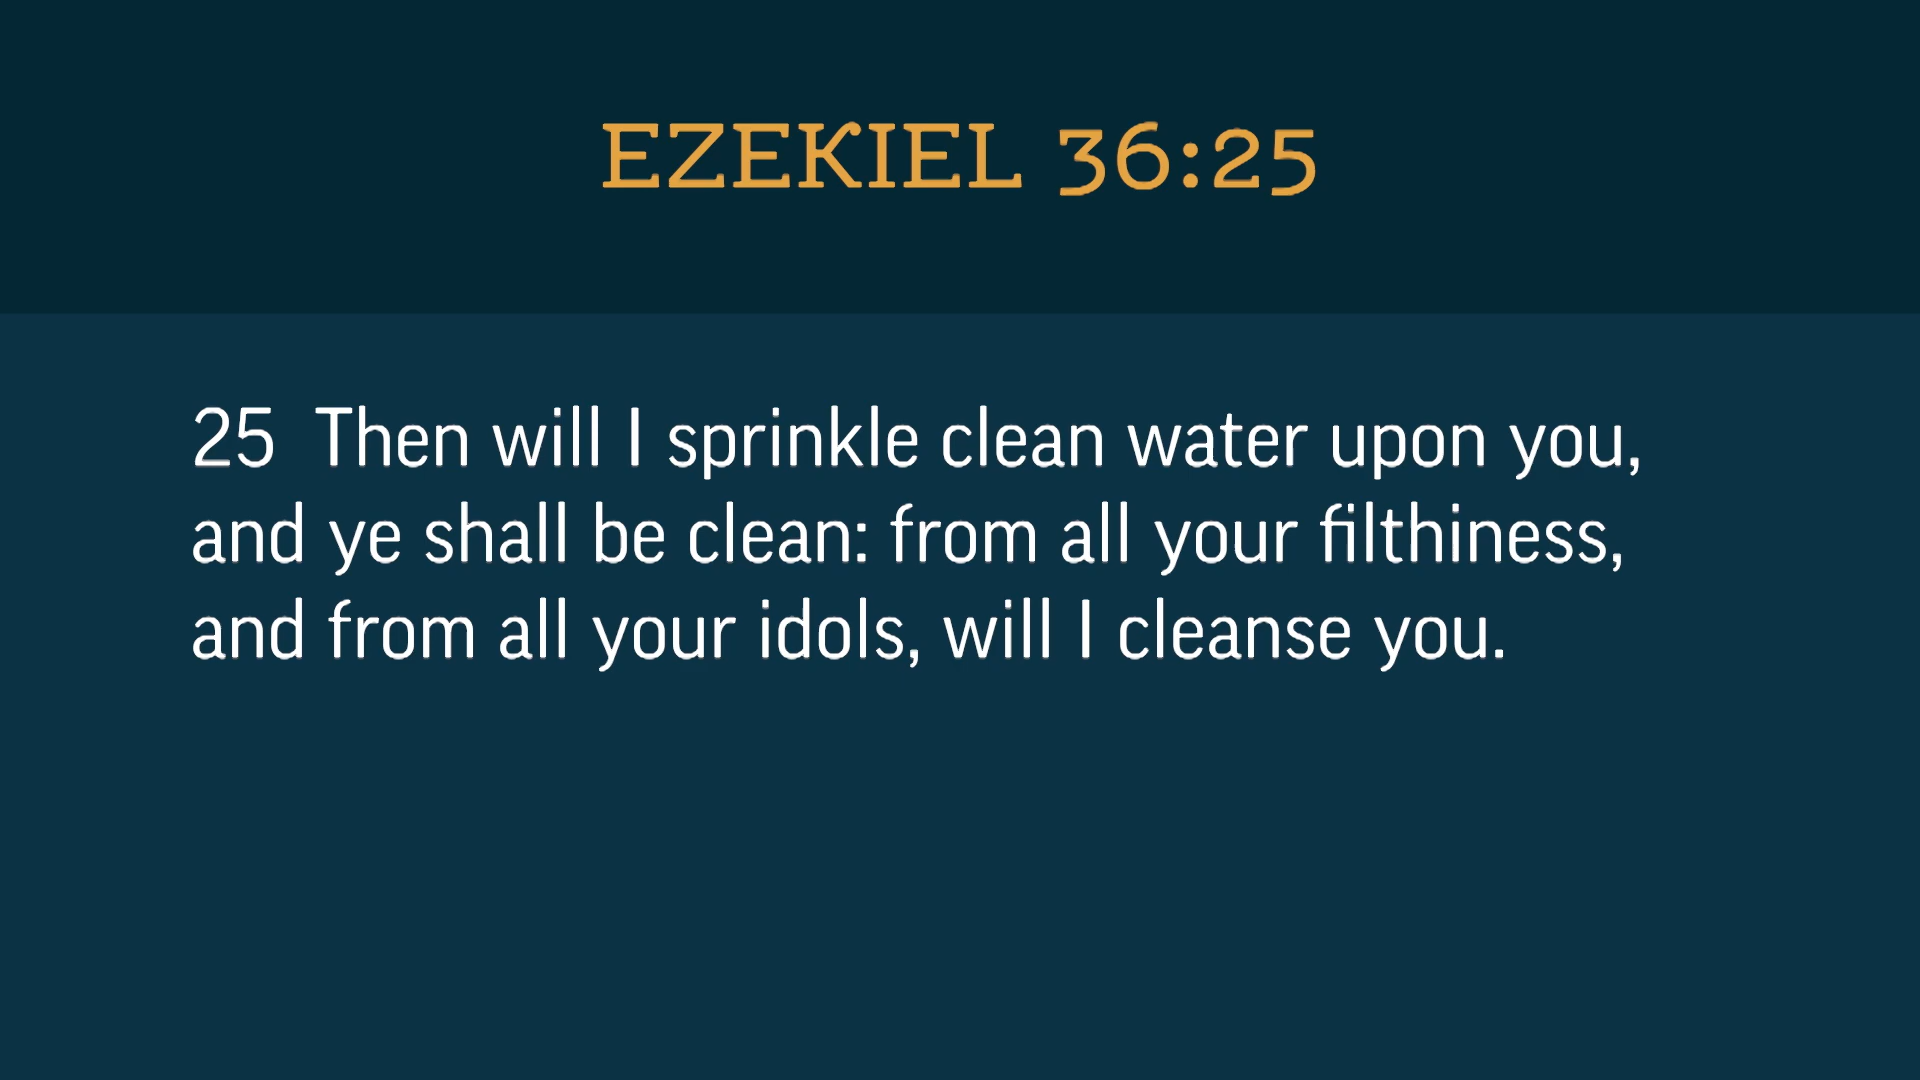 EZEKIEL 36:25
25 Then will I sprinkle clean water upon you,
and ye shall be clean: from all your filthiness,
and from all your idols, will I cleanse you.